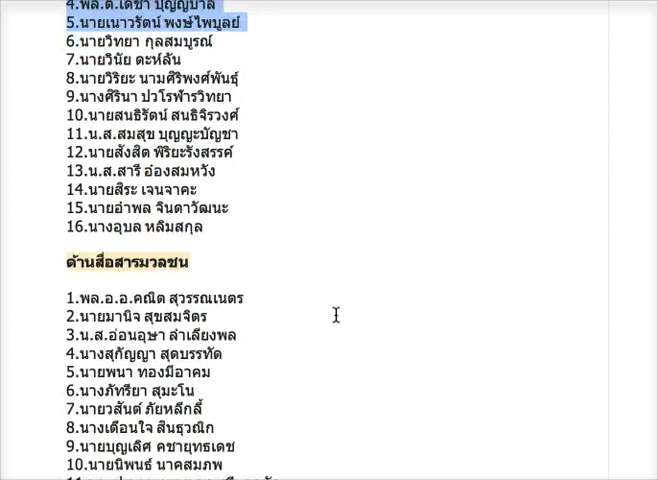 4.พล.ต.เดชา ปุญญบาล
5.นายเนาวรัตน์ พงษ์ไพบูลย์
6.นายวิทยา กุลสมบูรณ์
7.นายวินัย ดะห์ลัน
8.นายวิริยะ นามศิริพงศ์พันธุ์
9.นางศิรินา ปวโรฬารวิทยา
10.นายสนธิรัตน์ สนธิจิรวงศ์
11.น.ส.สมสุข บุญญะบัญชา
12.นายสังสิต พิริยะรังสรรค์
13.น.ส.สารี อ๋องสมหวัง
14.นายสิระ เจนจาคะ
15.นายอำพล จินดาวัฒนะ
16.นางอุบล หลิมสกุล
ด้านสื่อสารมวลชน
1.พล.อ.อ.คณิต สุวรรณเนตร
2.นายมานิจ สุขสมจิตร
3.น.ส.อ่อนอุษา ลำเลียงพล
4.นางสุกัญญา สุดบรรทัด
5.นายพนา ทองมีอาคม
6.นางภัทรียา สุมะโน
7.นายวสันต์ ภัยหลีกลี้
8.นางเตือนใจ สินธุวณิก
9.นายบุญเลิศ คชายุทธเดช
10.นายนิพนธ์ นาคสมภพ